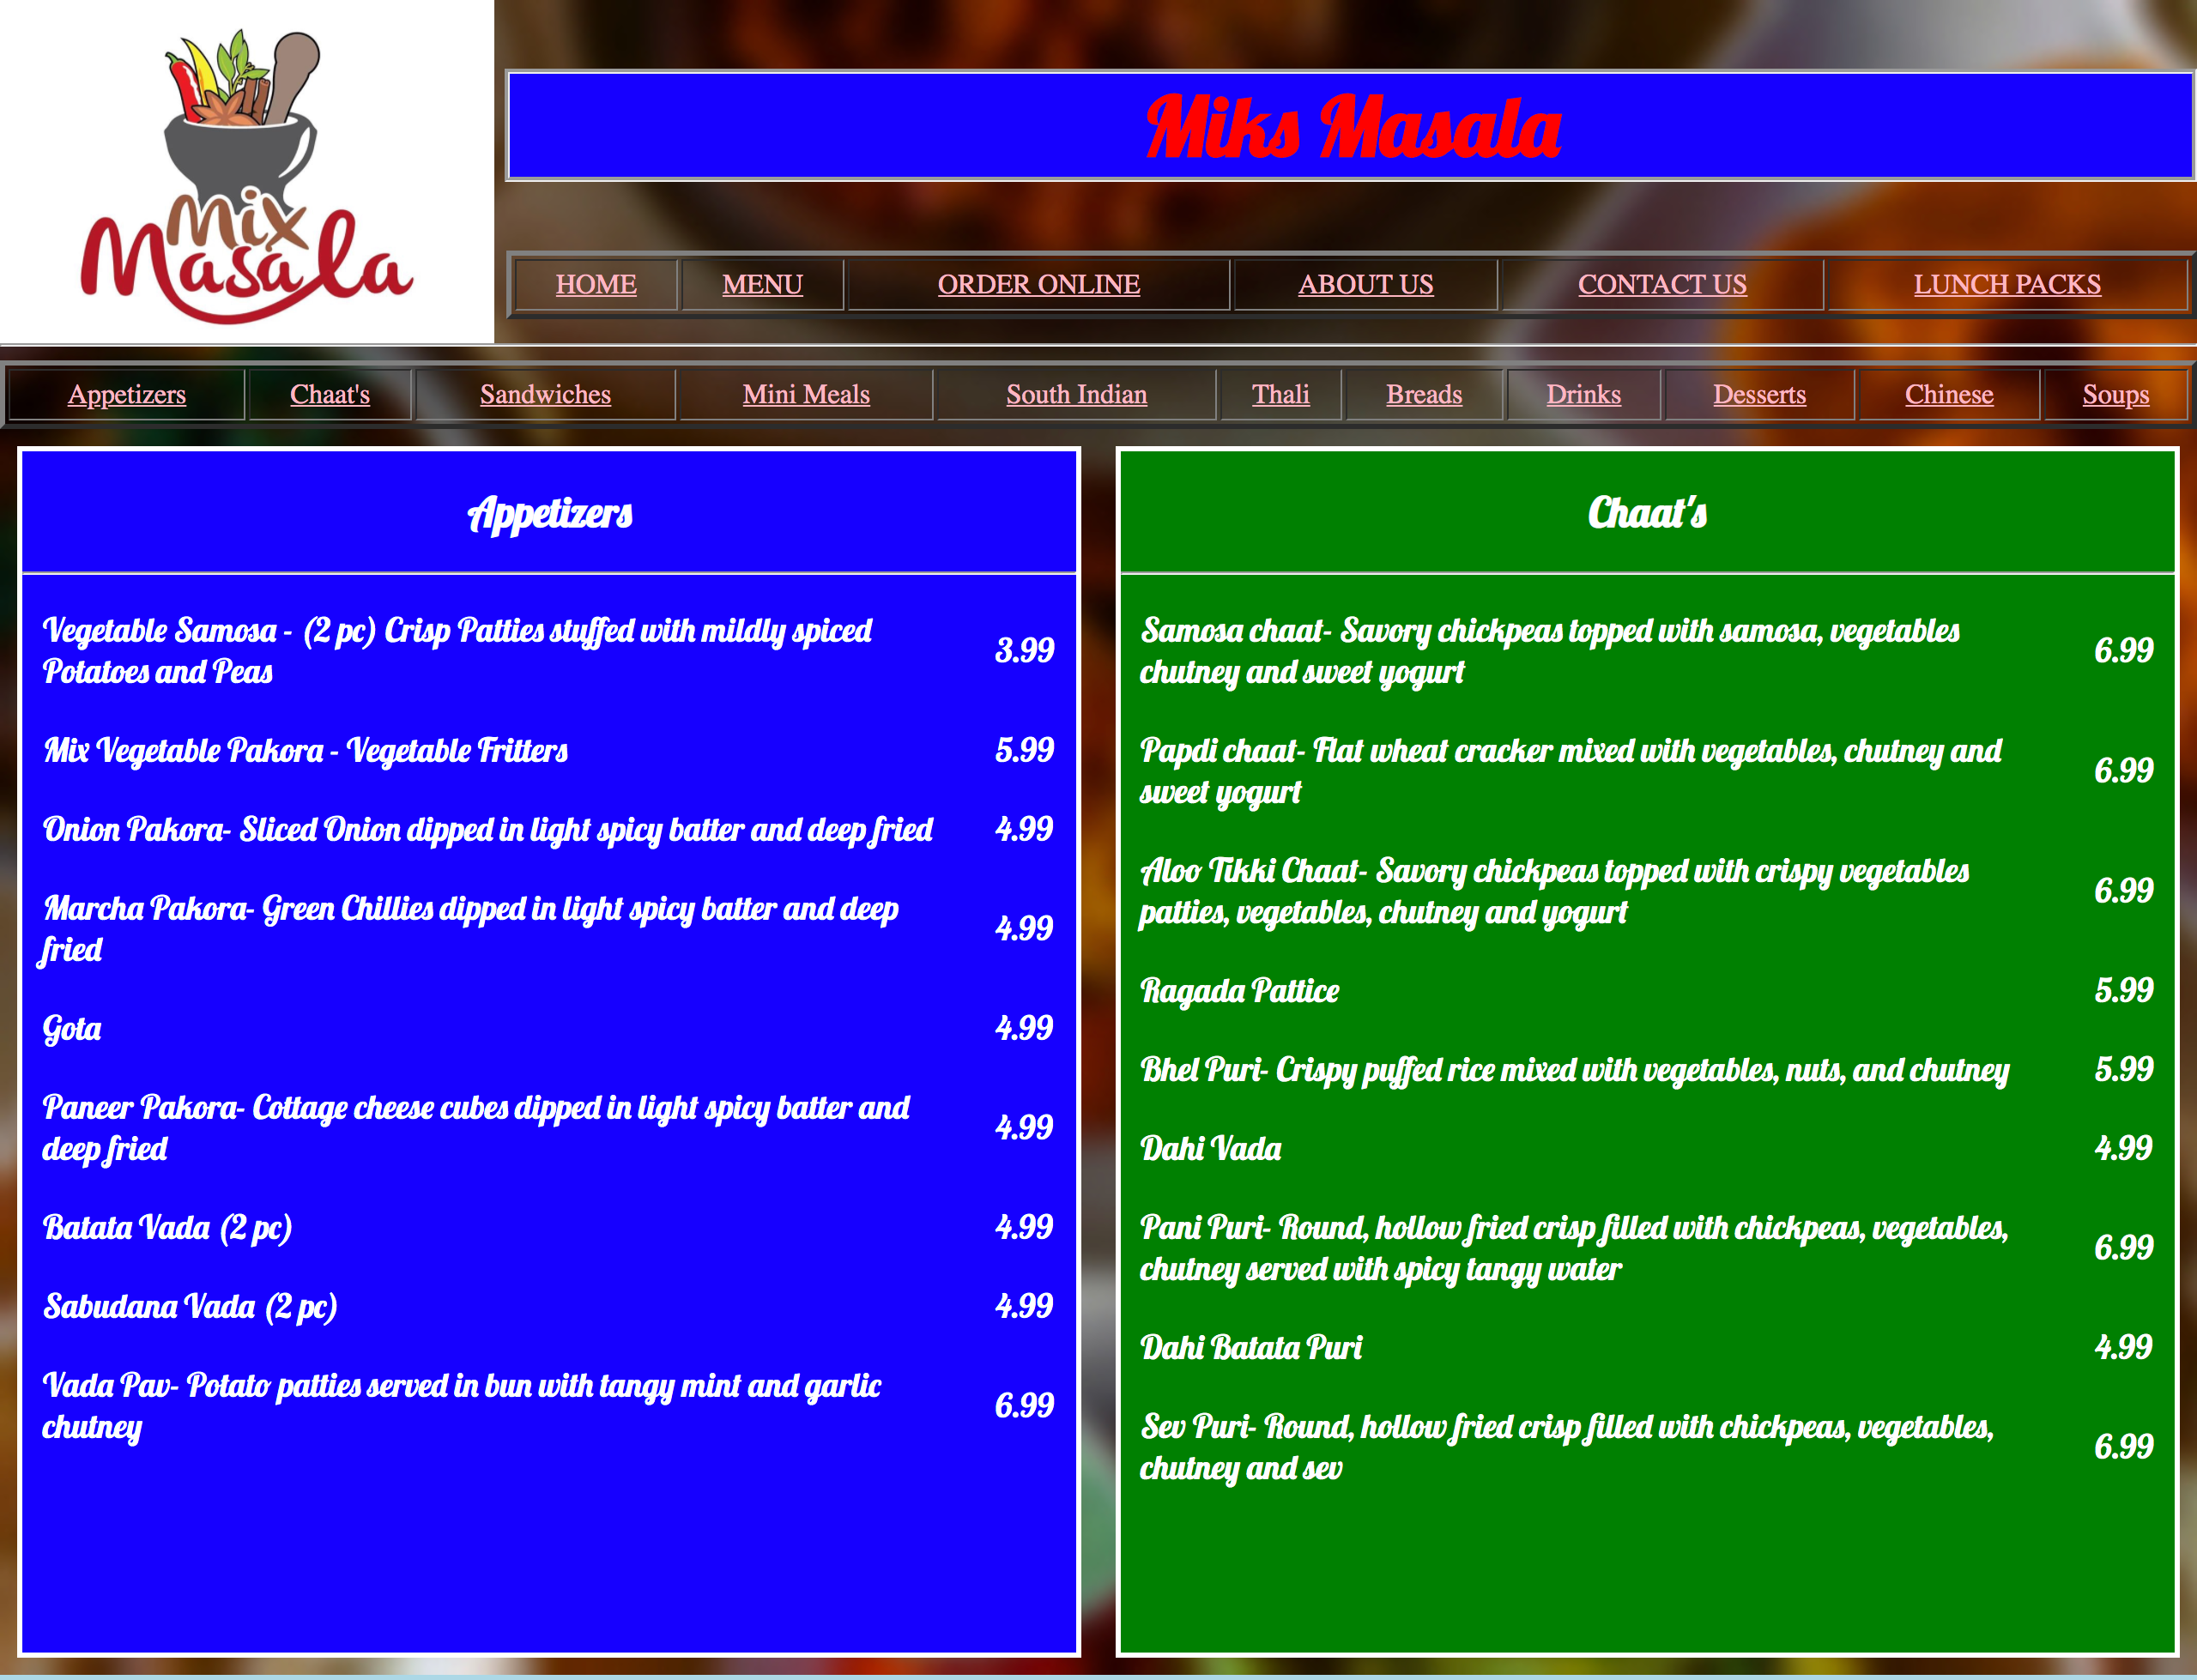 Mix
Masala
Miks Masala
HOME MENU ORDER ONLINE ABOUT US CONTACT US LUNCH PACKS
Appetizers Chaat's Sandwiches Mini Meals South Indian Thali Breads Drinks Desserts Chinese Soups
Appetizers
Vegetable Samosa - (2 pc) Crisp Patties stuffed with mildly spiced
Potatoes and Peas
3.99
Mix Vegetable Pakora - Vegetable Fritters 5.99
Onion Pakora- Sliced Onion dipped in light spicy batter and deep fried 4.99
Marcha Pakora- Green Chillies dipped in light spicy batter and deep
fried
4.99
Gota 4.99
Paneer Pakora- Cottage cheese cubes dipped in light spicy batter and
deep fried
4.99
Batata Vada (2 pc) 4.99
Sabudana Vada (2 pc) 4.99
Vada Pav- Potato patties served in bun with tangy mint and garlic
chutney
6.99
Chaat's
Samosa chaat- Savory chickpeas topped with samosa, vegetables
chutney and sweet yogurt
6.99
Papdi chaat- Flat wheat cracker mixed with vegetables, chutney and
sweet yogurt
6.99
Aloo Tikki Chaat- Savory chickpeas topped with crispy vegetables
patties, vegetables, chutney and yogurt
6.99
Ragada Pattice 5.99
Bhel Puri- Crispy puffed rice mixed with vegetables, nuts, and chutney 5.99
Dahi Vada 4.99
Pani Puri- Round, hollow fried crisp filled with chickpeas, vegetables,
chutney served with spicy tangy water
6.99
Dahi Batata Puri 4.99
Sev Puri- Round, hollow fried crisp filled with chickpeas, vegetables,
chutney and sev
6.99